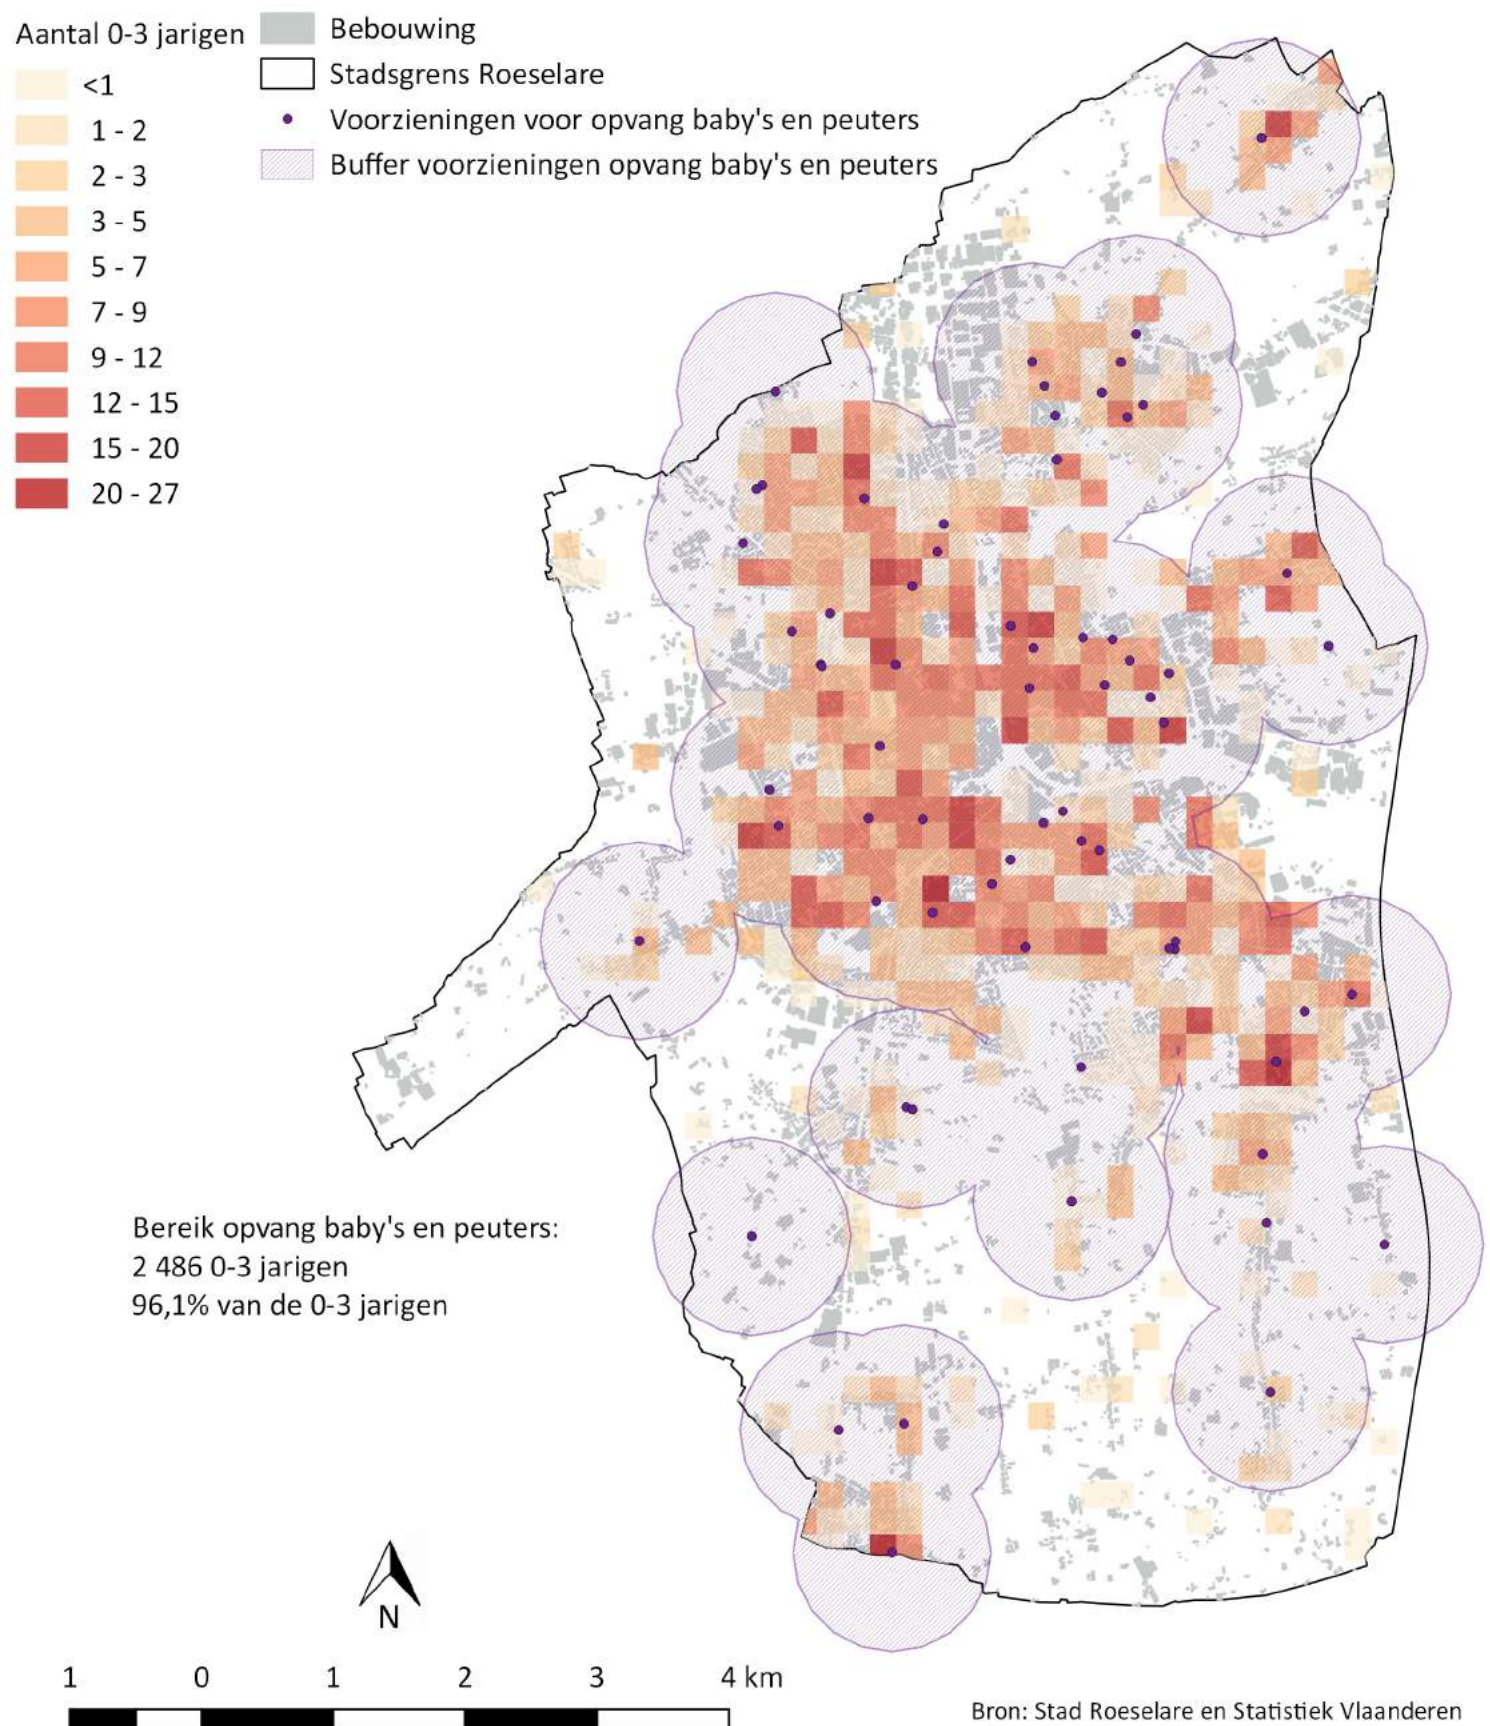 Aantal 0-3 jarigen
<1
1 - 2
2 - 3
3 - 5
5 - 7
7 - 9
9 - 12
12 - 15
15 - 20
20 - 27
Bebouwing
Stadsgrens Roeselare
Voorzieningen voor opvang baby's en peuters
Buffer voorzieningen opvang baby's en peuters
Bereik opvang baby's en peuters:
2 486 0-3 jarigen
96,1% van de 0-3 jarigen
N
1 0 1 2 3 4 km
Bron: Stad Roeselare en Statistiek Vlaanderen